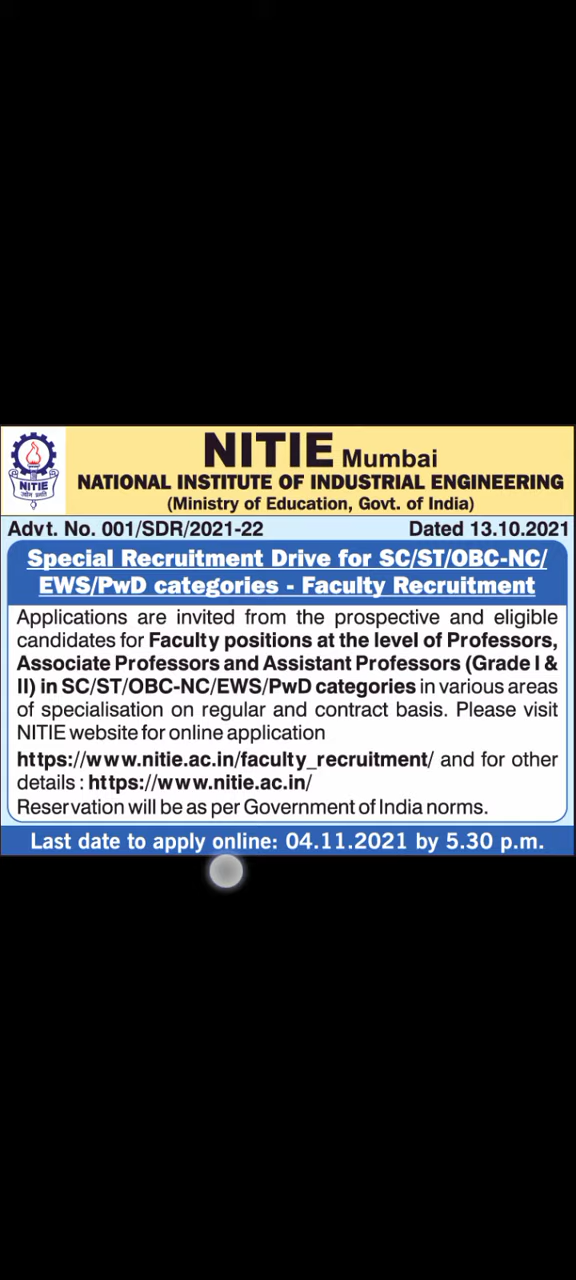 NITIE Mumbai
NATIONAL INSTITUTE OF INDUSTRIAL ENGINEERING
(Ministry of Education, Govt. of India)
NITIE
Advt. No. 001/SDR/2021-22 Dated 13.10.2021
Special Recruitment Drive for SC/ST/OBC-NC/
EWS/PwD categories - Faculty Recruitment
Applications are invited from the prospective and eligible
candidates for Faculty positions at the level of Professors,
Associate Professors and Assistant Professors (Grade I &
II) in SC/ST/OBC-NC/EWS/PwD categories in various areas
of specialisation on regular and contract basis. Please visit
NITIE website for online application
https://www.nitie.ac.in/faculty_recruitment/ and for other
details : https://www.nitie.ac.in/
Reservation will be as per Government of India norms.
Last date to apply online: 04.11.2021 by 5.30 p.m.